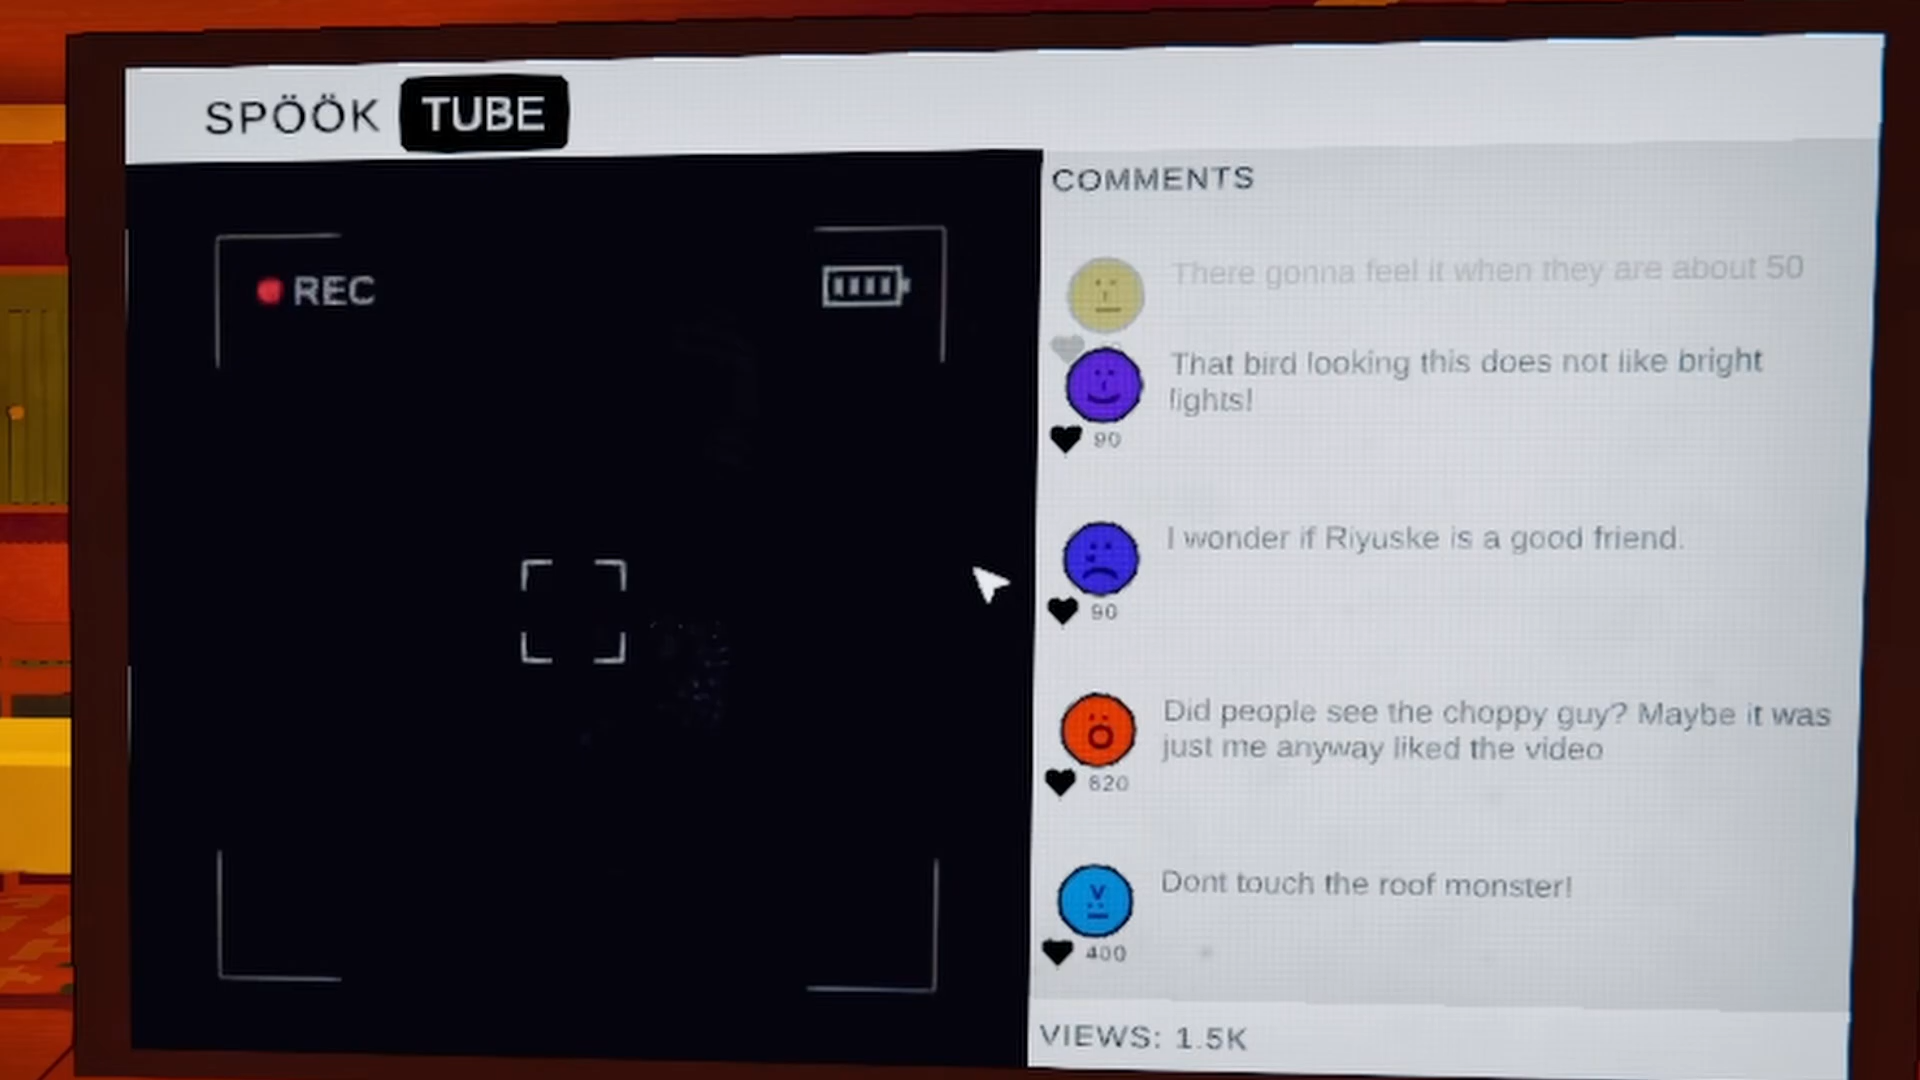 SPÖÖK TUBE
REC
COMMENTS
There gonna feel it when they are about 50
That bird looking this does not like bright
lights!
90
I wonder if Riyuske is a good friend.
90
Did people see the choppy guy? Maybe it was
just me anyway liked the video
820
Dont touch the roof monster!
400
VIEWS: 1.5K